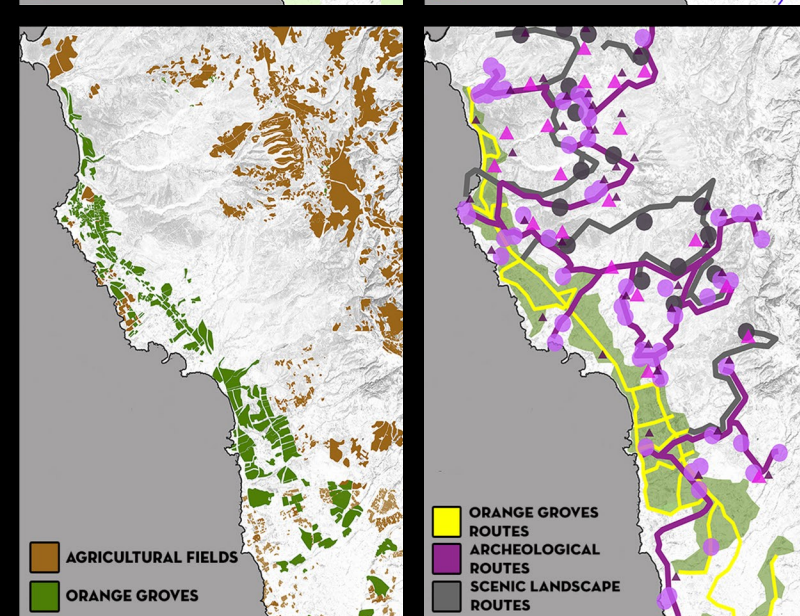 AGRICULTURAL FIELDS
ORANGE GROVES
ORANGE GROVES
ROUTES
ARCHEOLOGICAL
ROUTES
SCENIC LANDSCAPE
ROUTES